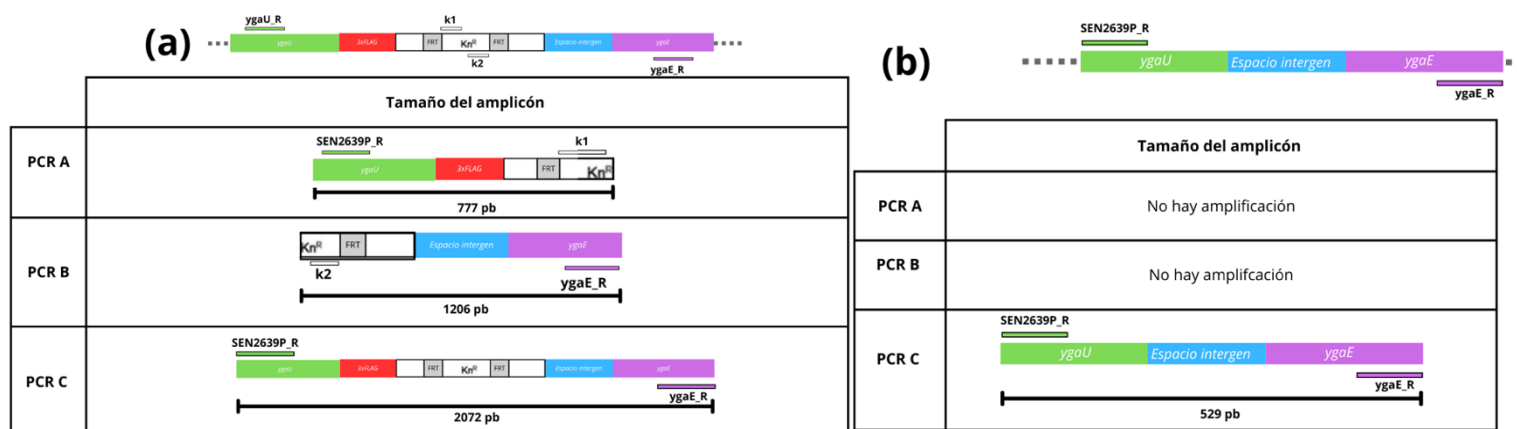 (a)
ygaU_R
k1
ygaU
3xFLAG
FRT
Kn^R
FRT
Espacio intergen
ygaE
k2
ygaE_R
Tamaño del amplicón
PCR A
SEN2639P_R
k1
ygaU
3xFLAG
FRT
Kn^R
777 pb
PCR B
Kn^R
FRT
Espacio intergen
ygaE
k2
ygaE_R
1206 pb
PCR C
SEN2639P_R
ygaU
3xFLAG
FRT
Kn^R
FRT
Espacio intergen
ygaE
ygaE_R
2072 pb
(b)
SEN2639P_R
ygaU
Espacio intergen
ygaE
ygaE_R
Tamaño del amplicón
PCR A
No hay amplificación
PCR B
No hay amplifcación
PCR C
SEN2639P_R
ygaU
Espacio intergen
ygaE
ygaE_R
529 pb